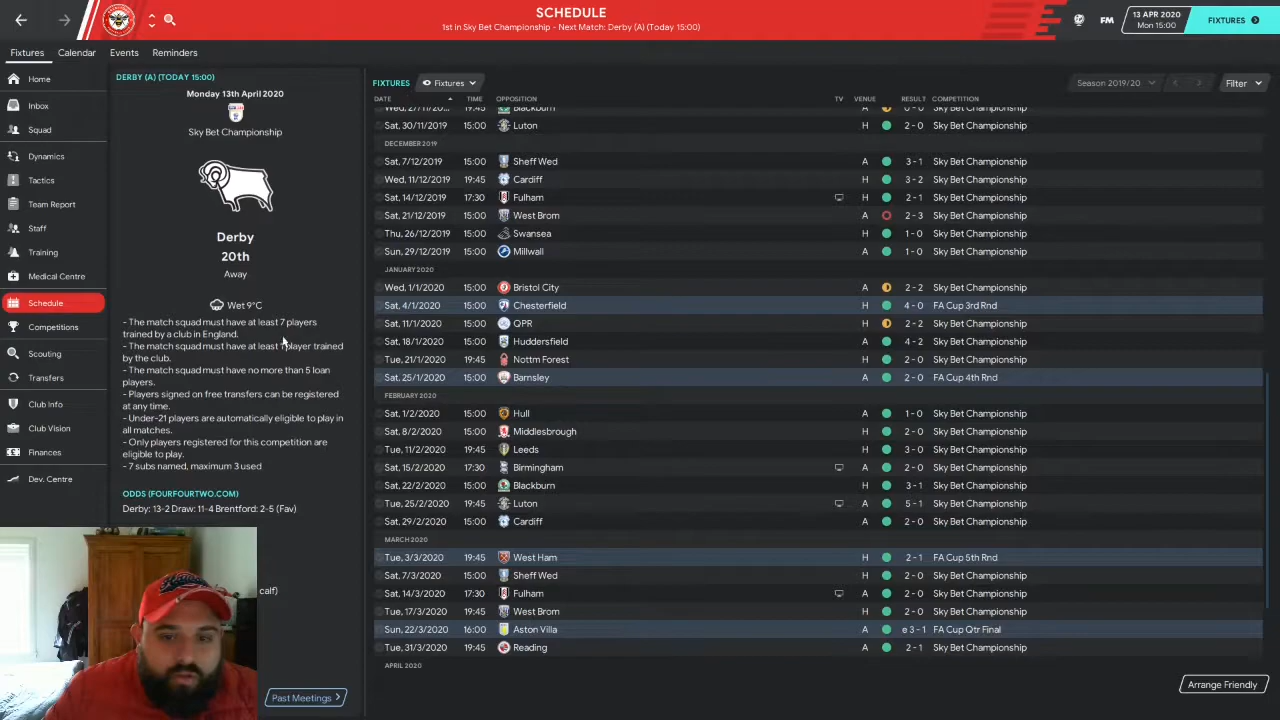 SCHEDULE
1st in Sky Bet Championship - Next Match: Derby (A) (Today 15:00)
FM
13 APR 2020
Mon 15:00
FIXTURES
Fixtures Calendar Events Reminders
Home
Inbox
Squad
Dynamics
Tactics
Team Report
Staff
Training
Medical Centre
Schedule
Competitions
Scouting
Transfers
Club Info
Club Vision
Finances
Dev. Centre
DERBY (A) (TODAY 15:00)
Monday 13th April 2020
Sky Bet Championship
Derby
20th
Away
Wet 9°C
- The match squad must have at least 7 players
trained by a club in England.
- The match squad must have at least 1 player trained
by the club.
- The match squad must have no more than 5 loan
players.
- Players signed on free transfers can be registered
at any time.
- Under-21 players are automatically eligible to play in
all matches.
- Only players registered for this competition are
eligible to play.
- 7 subs named, maximum 3 used
ODDS (FOURFOURTWO.COM)
Derby: 13-2 Draw: 11-4 Brentford: 2-5 (Fav)
calf)
Past Meetings
FIXTURES Fixtures Season 2019/20 Filter
DATE TIME OPPOSITION TV VENUE RESULT COMPETITION
Wed, 27/11/20... 19:45 Blackburn A 0 - 0 Sky Bet Championship
Sat, 30/11/2019 15:00 Luton H 2 - 0 Sky Bet Championship
DECEMBER 2019
Sat, 7/12/2019 15:00 Sheff Wed A 3 - 1 Sky Bet Championship
Wed, 11/12/2019 19:45 Cardiff H 3 - 2 Sky Bet Championship
Sat, 14/12/2019 17:30 Fulham H 2 - 1 Sky Bet Championship
Sat, 21/12/2019 15:00 West Brom A 2 - 3 Sky Bet Championship
Thu, 26/12/2019 15:00 Swansea H 1 - 0 Sky Bet Championship
Sun, 29/12/2019 15:00 Millwall A 1 - 0 Sky Bet Championship
JANUARY 2020
Wed, 1/1/2020 15:00 Bristol City A 2 - 2 Sky Bet Championship
Sat, 4/1/2020 15:00 Chesterfield H 4 - 0 FA Cup 3rd Rnd
Sat, 11/1/2020 15:00 QPR H 2 - 2 Sky Bet Championship
Sat, 18/1/2020 15:00 Huddersfield A 4 - 2 Sky Bet Championship
Tue, 21/1/2020 19:45 Nottm Forest H 2 - 0 Sky Bet Championship
Sat, 25/1/2020 15:00 Barnsley A 2 - 0 FA Cup 4th Rnd
FEBRUARY 2020
Sat, 1/2/2020 15:00 Hull A 1 - 0 Sky Bet Championship
Sat, 8/2/2020 15:00 Middlesbrough H 2 - 0 Sky Bet Championship
Tue, 11/2/2020 19:45 Leeds H 3 - 0 Sky Bet Championship
Sat, 15/2/2020 17:30 Birmingham A 2 - 0 Sky Bet Championship
Sat, 22/2/2020 15:00 Blackburn H 3 - 1 Sky Bet Championship
Tue, 25/2/2020 19:45 Luton A 5 - 1 Sky Bet Championship
Sat, 29/2/2020 15:00 Cardiff A 2 - 0 Sky Bet Championship
MARCH 2020
Tue, 3/3/2020 19:45 West Ham H 2 - 1 FA Cup 5th Rnd
Sat, 7/3/2020 15:00 Sheff Wed H 2 - 0 Sky Bet Championship
Sat, 14/3/2020 17:30 Fulham A 2 - 0 Sky Bet Championship
Tue, 17/3/2020 19:45 West Brom H 2 - 0 Sky Bet Championship
Sun, 22/3/2020 16:00 Aston Villa A e 3 - 1 FA Cup Qtr Final
Tue, 31/3/2020 19:45 Reading A 2 - 1 Sky Bet Championship
APRIL 2020
Arrange Friendly